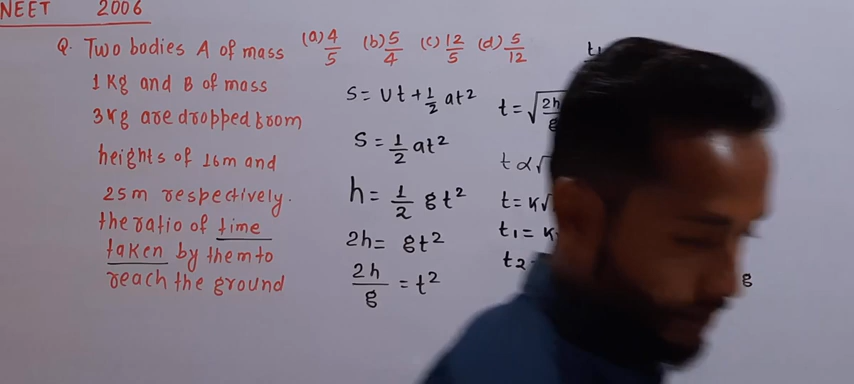 NEET 2006
Q. Two bodies A of mass
1 Kg and B of mass
3 Kg are dropped from
heights of 16m and
25m respectively.
the ratio of time
taken by them to
reach the ground
(a) 4/5 (b) 5/4 (c) 12/5 (d) 5/12
S = Ut + 1/2 at²
S = 1/2 at²
h = 1/2 gt²
2h = gt²
2h/g = t²
t = √2h/g
t ∝ √
t = K√
t₁ = K
t₂
g